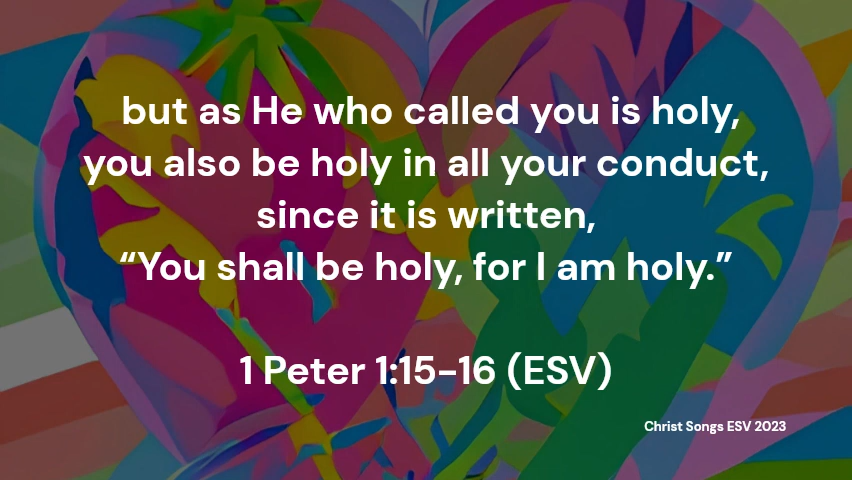 but as He who called you is holy,
you also be holy in all your conduct,
since it is written,
“You shall be holy, for I am holy.”
1 Peter 1:15-16 (ESV)
Christ Songs ESV 2023